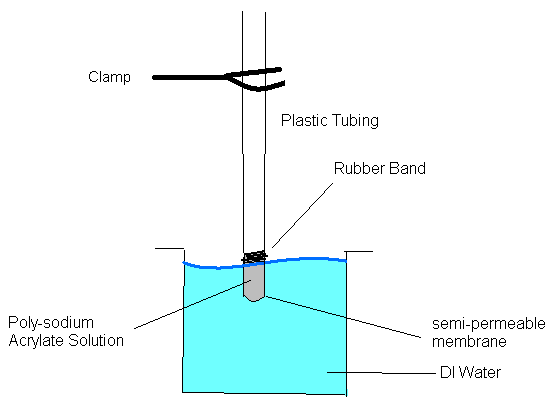 Clamp
Plastic Tubing
Rubber Band
Poly-sodium
Acrylate Solution
semi-permeable
membrane
DI Water